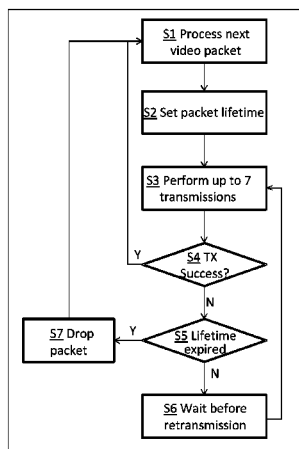 S1 Process next
video packet
S2 Set packet lifetime
S3 Perform up to 7
transmissions
S4 TX
Success?
Y
N
S5 Lifetime
expired
Y
N
S7 Drop
packet
S6 Wait before
retransmission